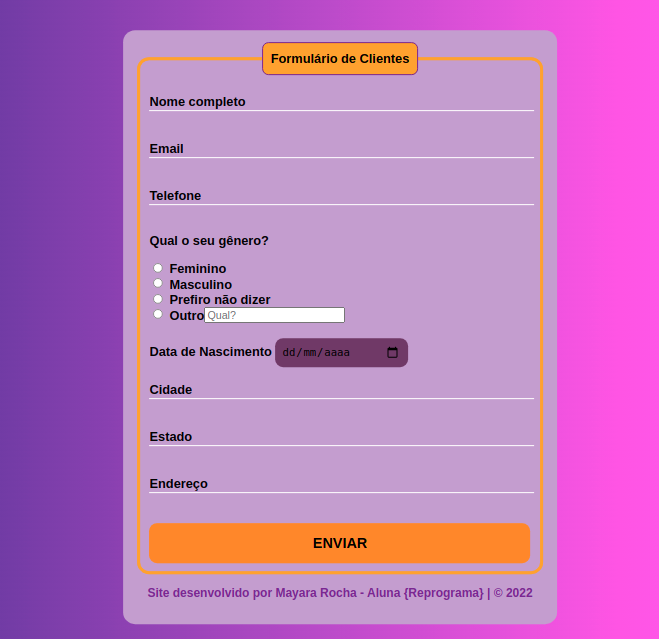 Formulário de Clientes
Nome completo
Email
Telefone
Qual o seu gênero?
Feminino
Masculino
Prefiro não dizer
Outro Qual?
Data de Nascimento dd/mm/aaaa
Cidade
Estado
Endereço
ENVIAR
Site desenvolvido por Mayara Rocha - Aluna {Reprograma} | © 2022